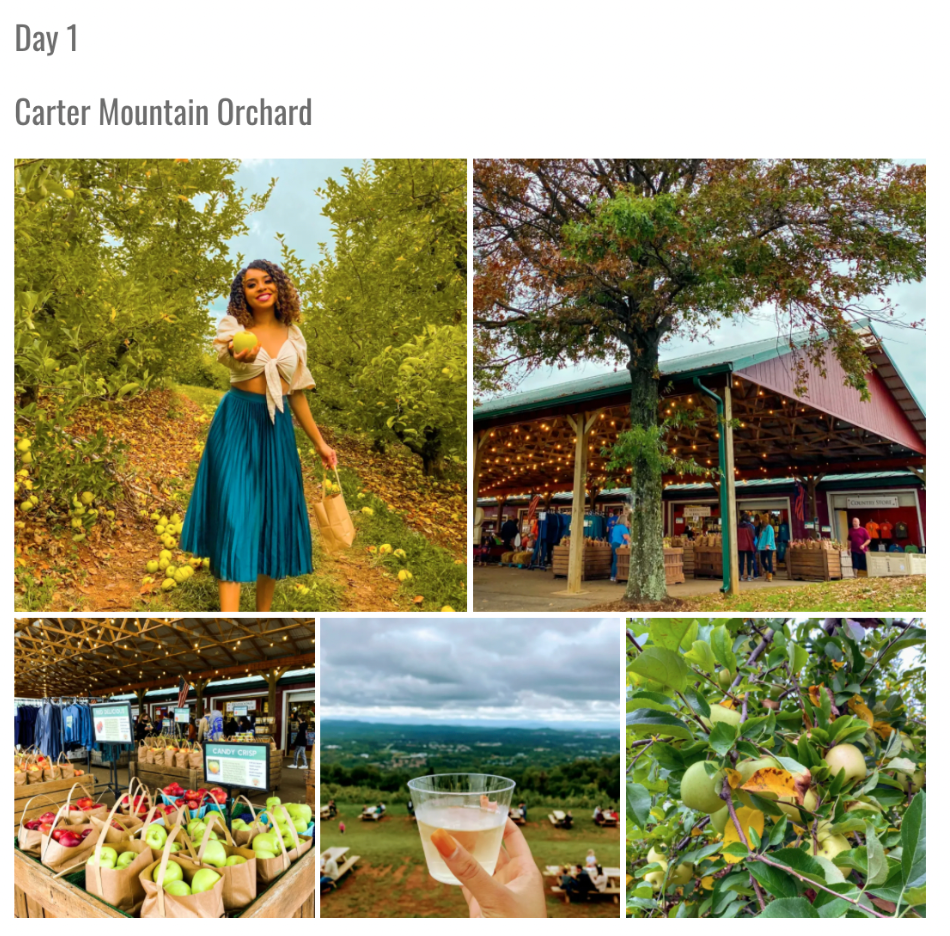 Day 1
Carter Mountain Orchard
COUNTRY STORE
CANDY CRISP